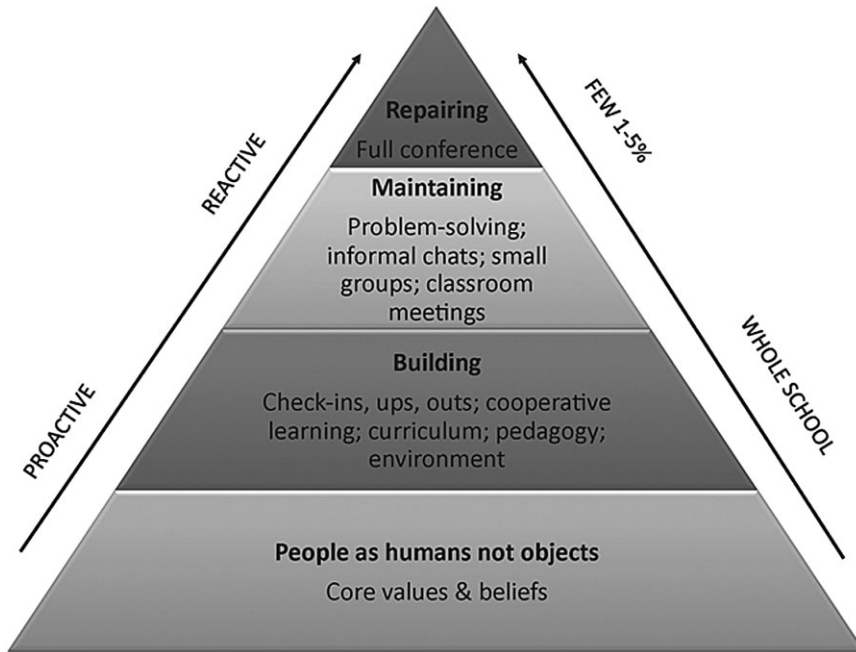 Repairing
Full conference
Maintaining
Problem-solving;
informal chats; small
groups; classroom
meetings
Building
Check-ins, ups, outs; cooperative
learning; curriculum; pedagogy;
environment
People as humans not objects
Core values & beliefs
REACTIVE
PROACTIVE
FEW 1-5%
WHOLE SCHOOL